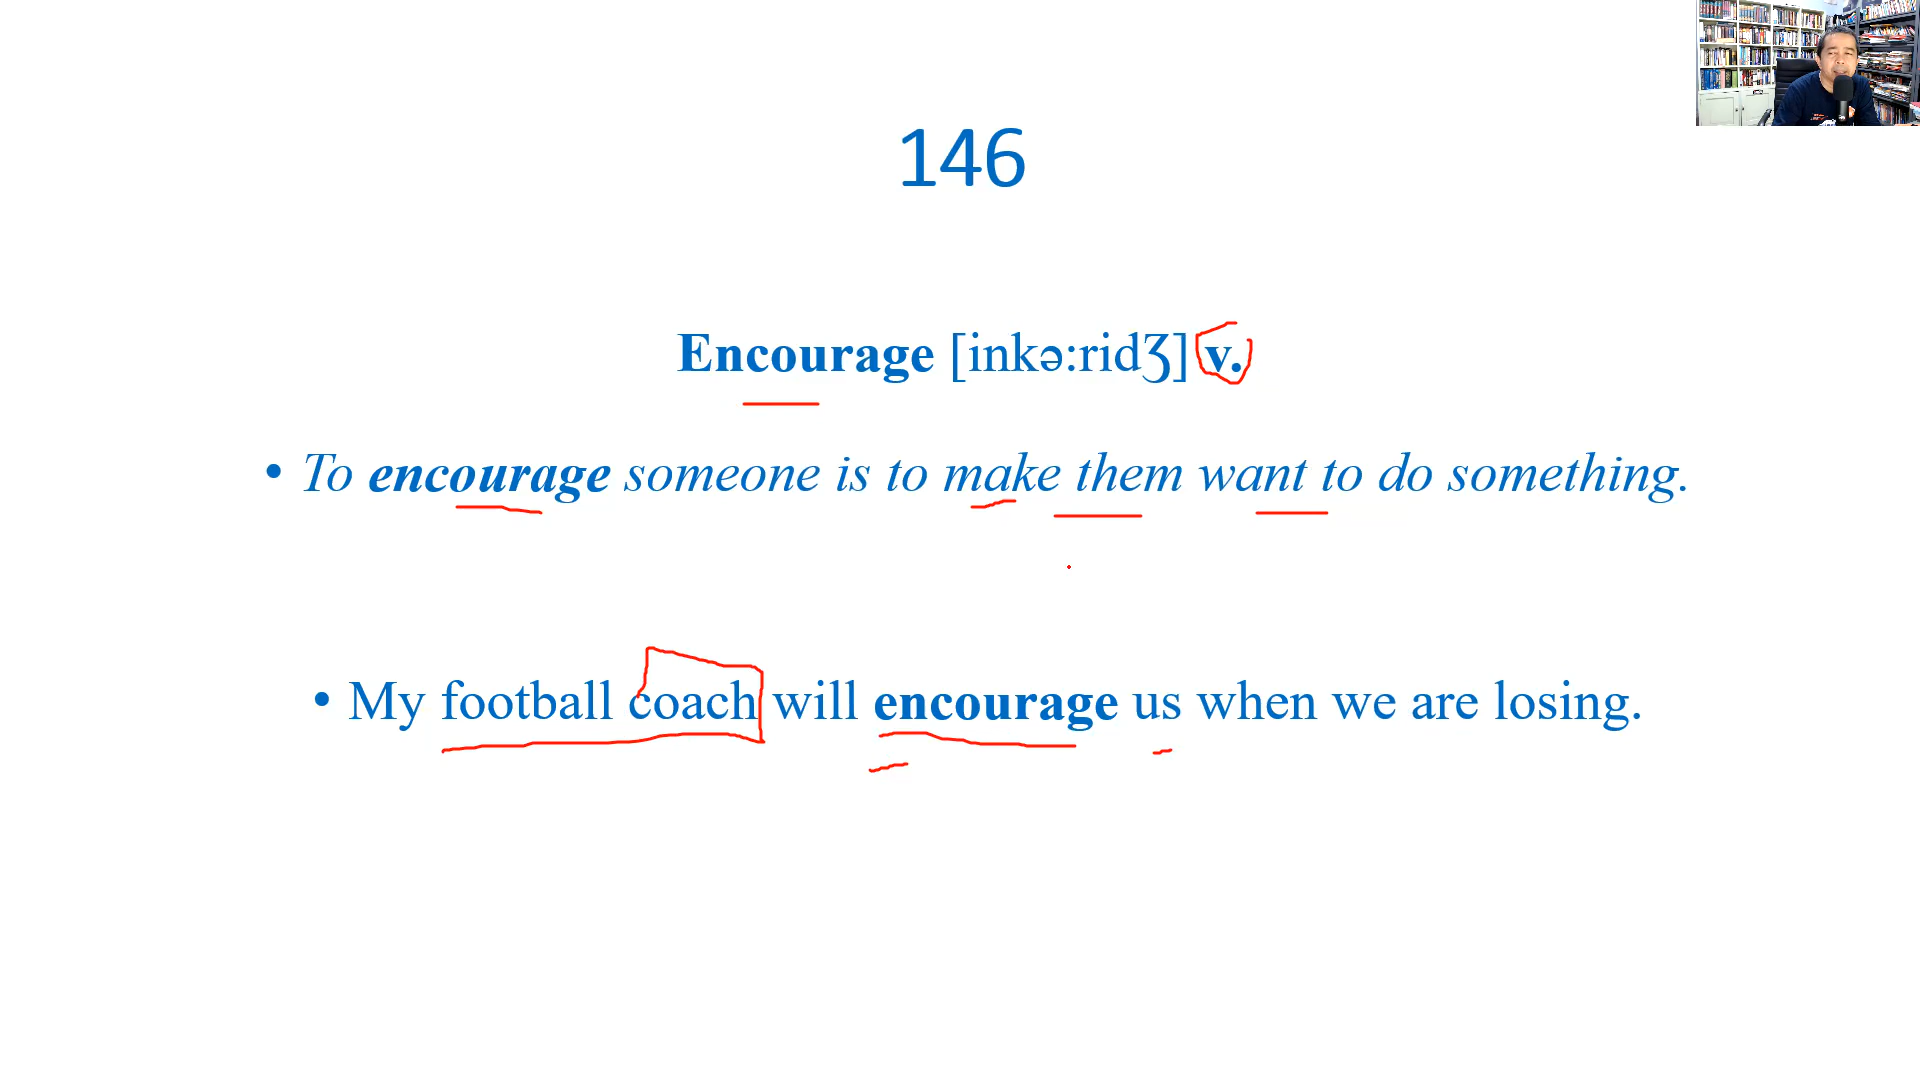 146
Encourage [inkə:ridƷ] v.
• To encourage someone is to make them want to do something.
• My football coach will encourage us when we are losing.